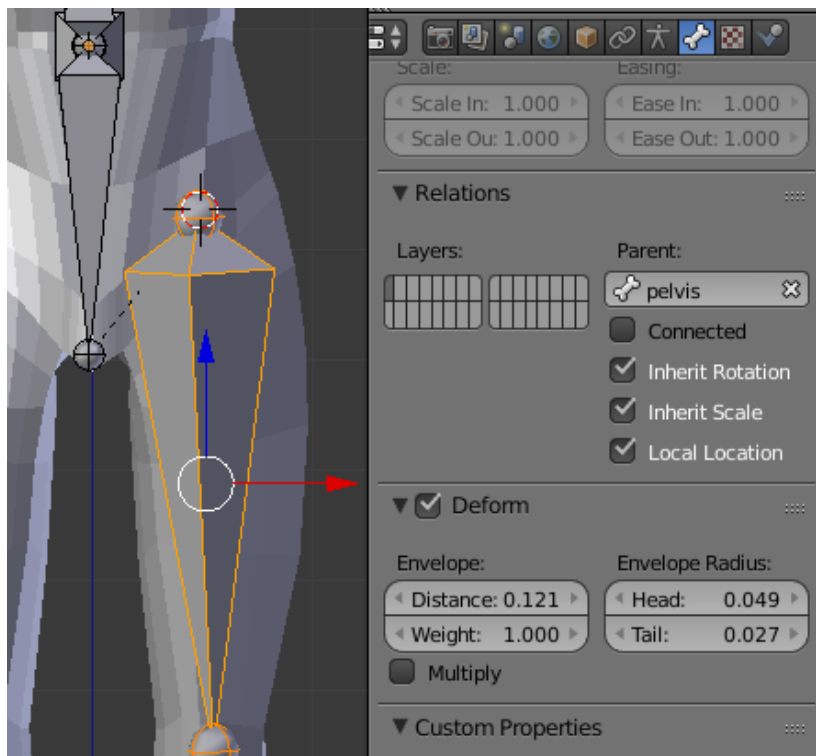 Scale: Easing:
Scale In: 1.000 Ease In: 1.000
Scale Ou: 1.000 Ease Out: 1.000
Relations
Layers: Parent:
pelvis
Connected
Inherit Rotation
Inherit Scale
Local Location
Deform
Envelope: Envelope Radius:
Distance: 0.121 Head: 0.049
Weight: 1.000 Tail: 0.027
Multiply
Custom Properties